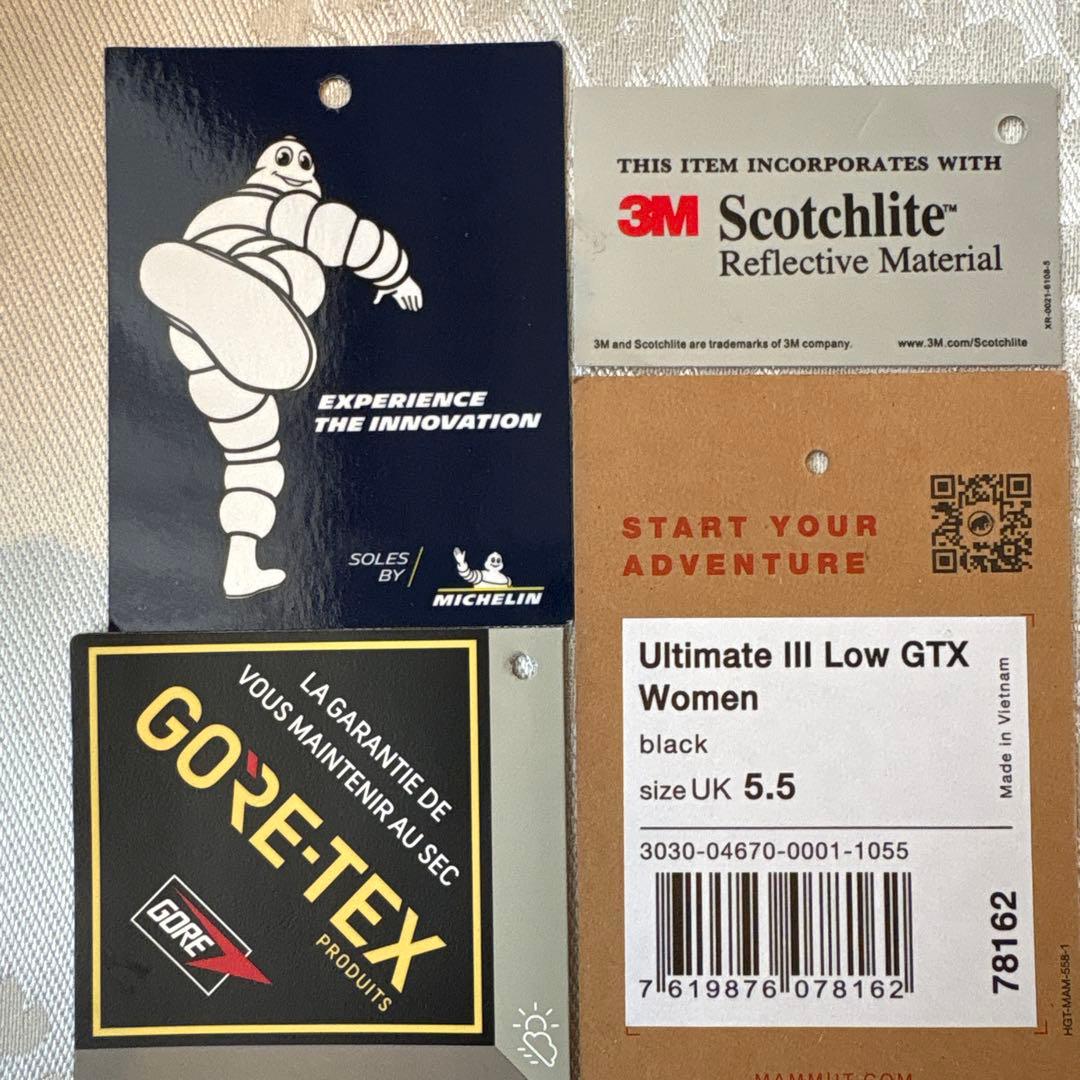 EXPERIENCE
THE INNOVATION
SOLES
BY
MICHELIN
THIS ITEM INCORPORATES WITH
3M Scotchlite™
Reflective Material
XR-0021-6108-5
3M and Scotchlite are trademarks of 3M company.
www.3M.com/Scotchlite
LA GARANTIE DE
VOUS MAINTENIR AU SEC
GORE-TEX
PRODUITS
GORE
START YOUR
ADVENTURE
Ultimate III Low GTX
Women
black
size UK 5.5
Made in Vietnam
3030-04670-0001-1055
7 619876 078162
78162
HGT-MAM-558-1
MAMMUT.COM